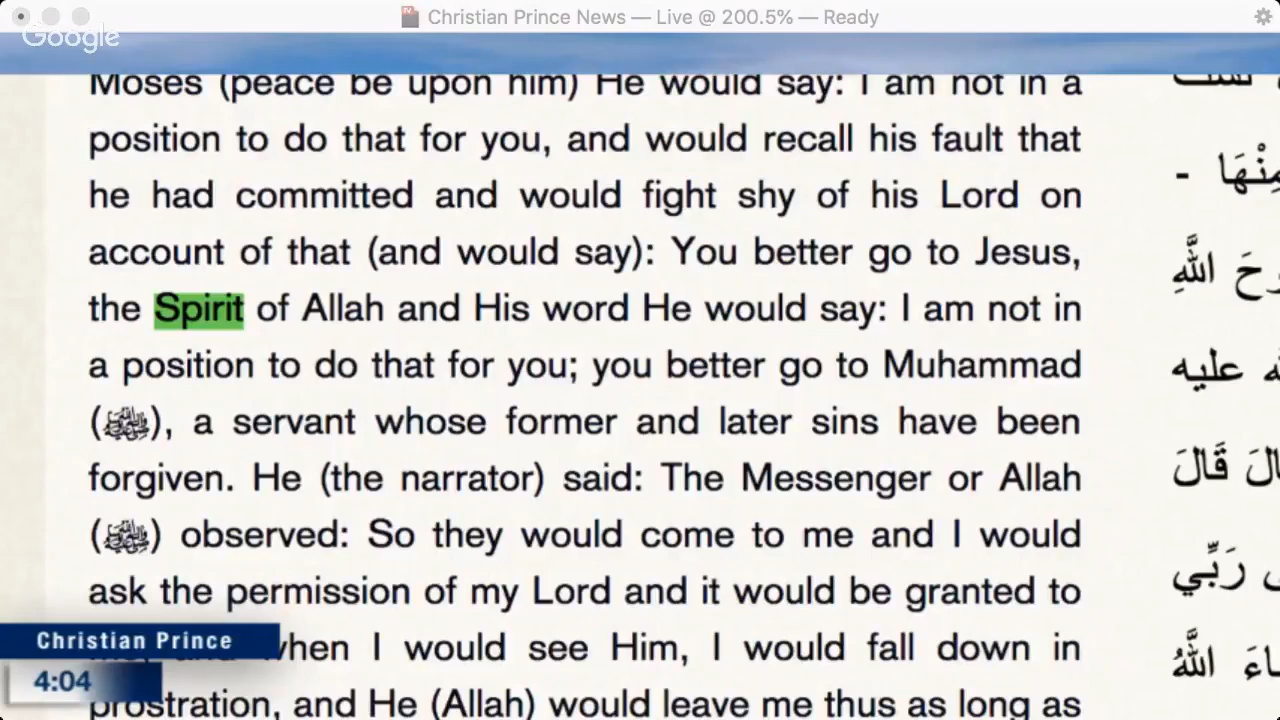 Christian Prince News — Live @ 200.5% — Ready
Google
Moses (peace be upon him) He would say: I am not in a
position to do that for you, and would recall his fault that
he had committed and would fight shy of his Lord on
account of that (and would say): You better go to Jesus,
the Spirit of Allah and His word He would say: I am not in
a position to do that for you; you better go to Muhammad
(ﷺ), a servant whose former and later sins have been
forgiven. He (the narrator) said: The Messenger or Allah
(ﷺ) observed: So they would come to me and I would
ask the permission of my Lord and it would be granted to
when I would see Him, I would fall down in
prostration, and He (Allah) would leave me thus as long as
مِنْهَا -
اللَّهِ
عليه
قَالَ
رَبِّي
اللَّهُ
Christian Prince
4:04